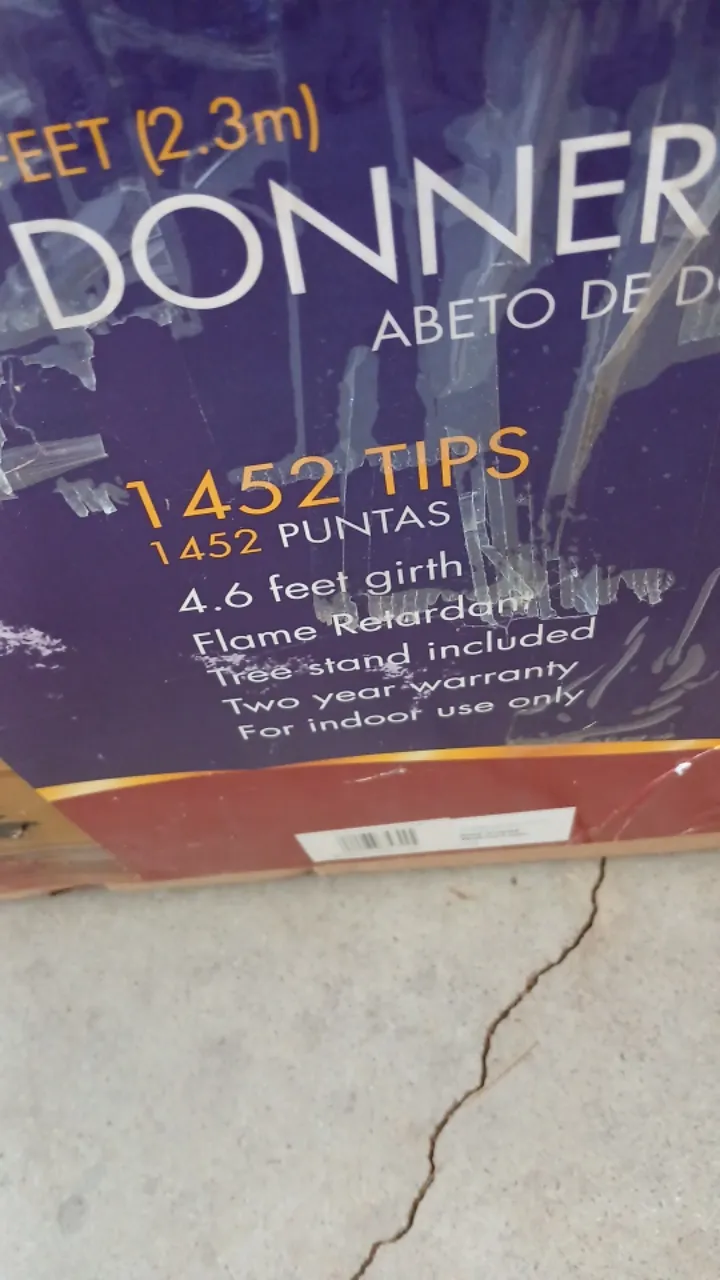 FEET (2.3m)
DONNER
ABETO DE D
1452 TIPS
1452 PUNTAS
4.6 feet girth
Flame Retardant
Tree stand included
Two year warranty
For indoor use only